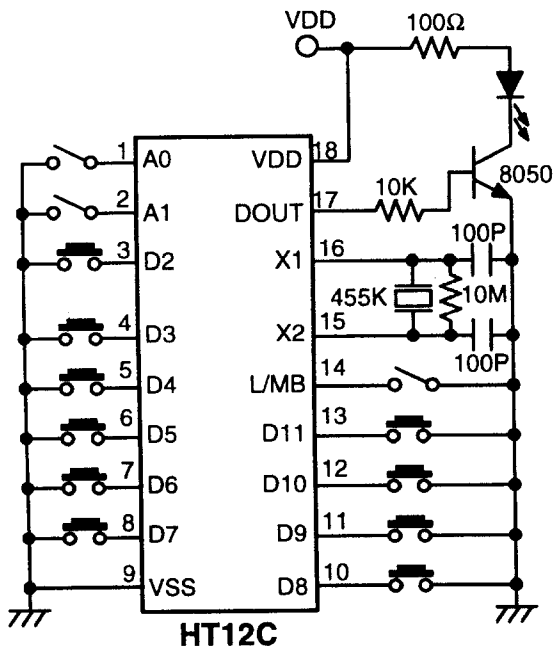 VDD
100Ω
8050
10K
1 A0
2 A1
3 D2
4 D3
5 D4
6 D5
7 D6
8 D7
9 VSS
VDD 18
DOUT 17
X1 16
X2 15
L/MB 14
D11 13
D10 12
D9 11
D8 10
100P
455K
10M
100P
HT12C